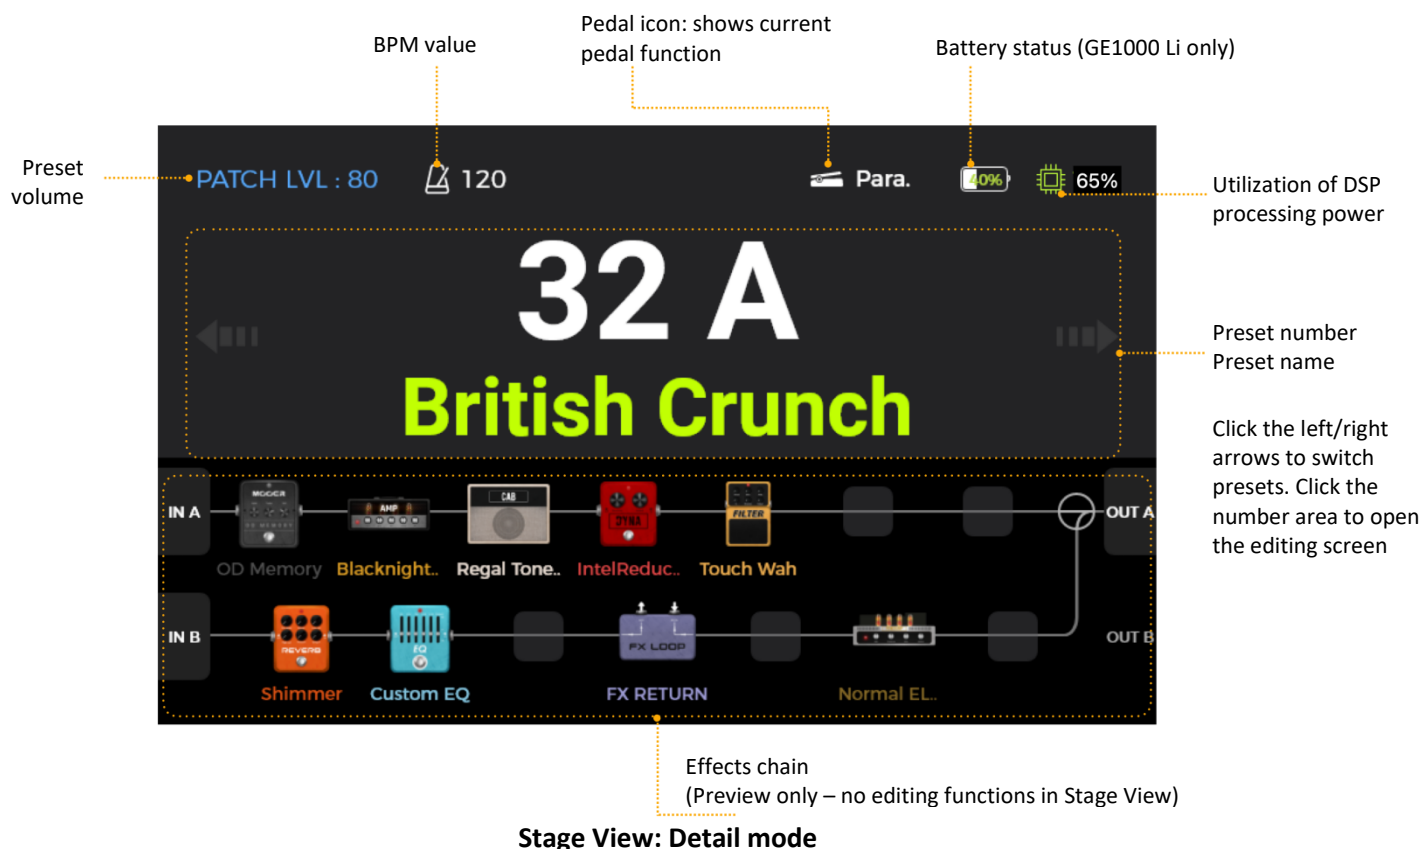 Pedal icon: shows current
pedal function
BPM value
Battery status (GE1000 Li only)
Preset
volume
PATCH LVL : 80
120
Para.
40%
65%
Utilization of DSP
processing power
32 A
British Crunch
Preset number
Preset name
Click the left/right
arrows to switch
presets. Click the
number area to open
the editing screen
IN A
MOOER
OD MEMORY
AMP
CAB
DYNA
FILTER
OUT A
OD Memory
Blacknight..
Regal Tone..
IntelReduc..
Touch Wah
IN B
REVERB
EQ
FX LOOP
OUT B
Shimmer
Custom EQ
FX RETURN
Normal EL..
Effects chain
(Preview only – no editing functions in Stage View)
Stage View: Detail mode